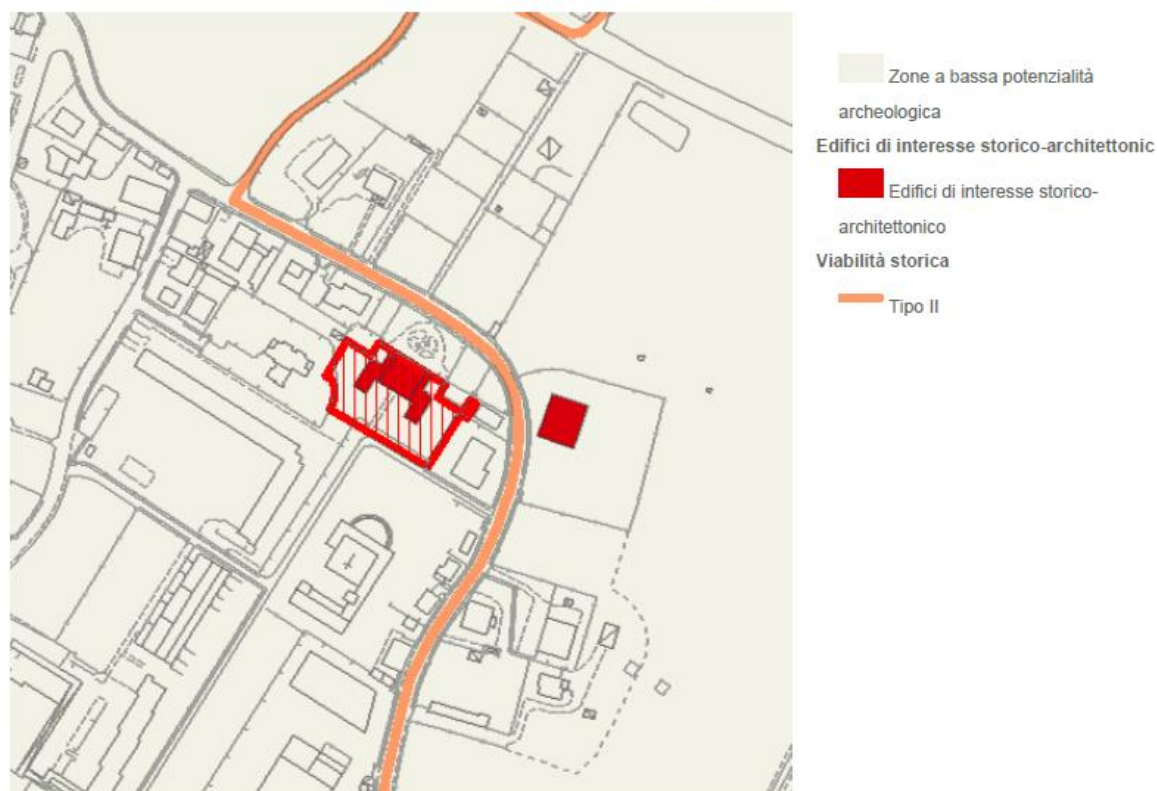 Zone a bassa potenzialità
archeologica
Edifici di interesse storico-architettonic
Edifici di interesse storico-
architettonico
Viabilità storica
Tipo II